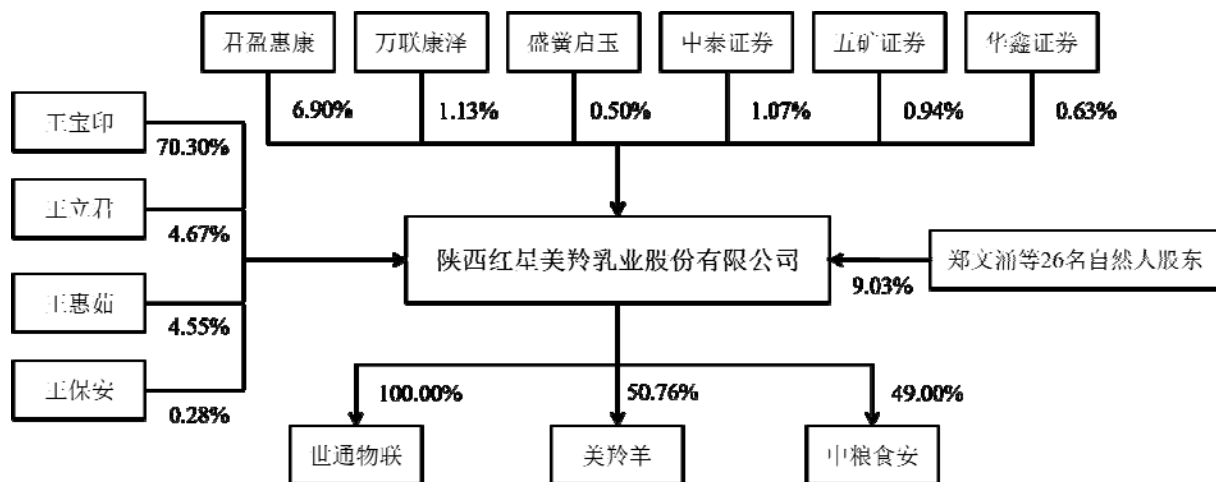 君盈惠康
万联康洋
盛簧启玉
中泰证券
五矿证券
华鑫证券
6.90%
1.13%
0.50%
1.07%
0.94%
0.63%
王宝印
70.30%
王立君
4.67%
王惠茹
4.55%
王保安
0.28%
陕西红星美羚乳业股份有限公司
郑文涌等26名自然人股东
9.03%
100.00%
50.76%
49.00%
世通物联
美羚羊
中粮食安